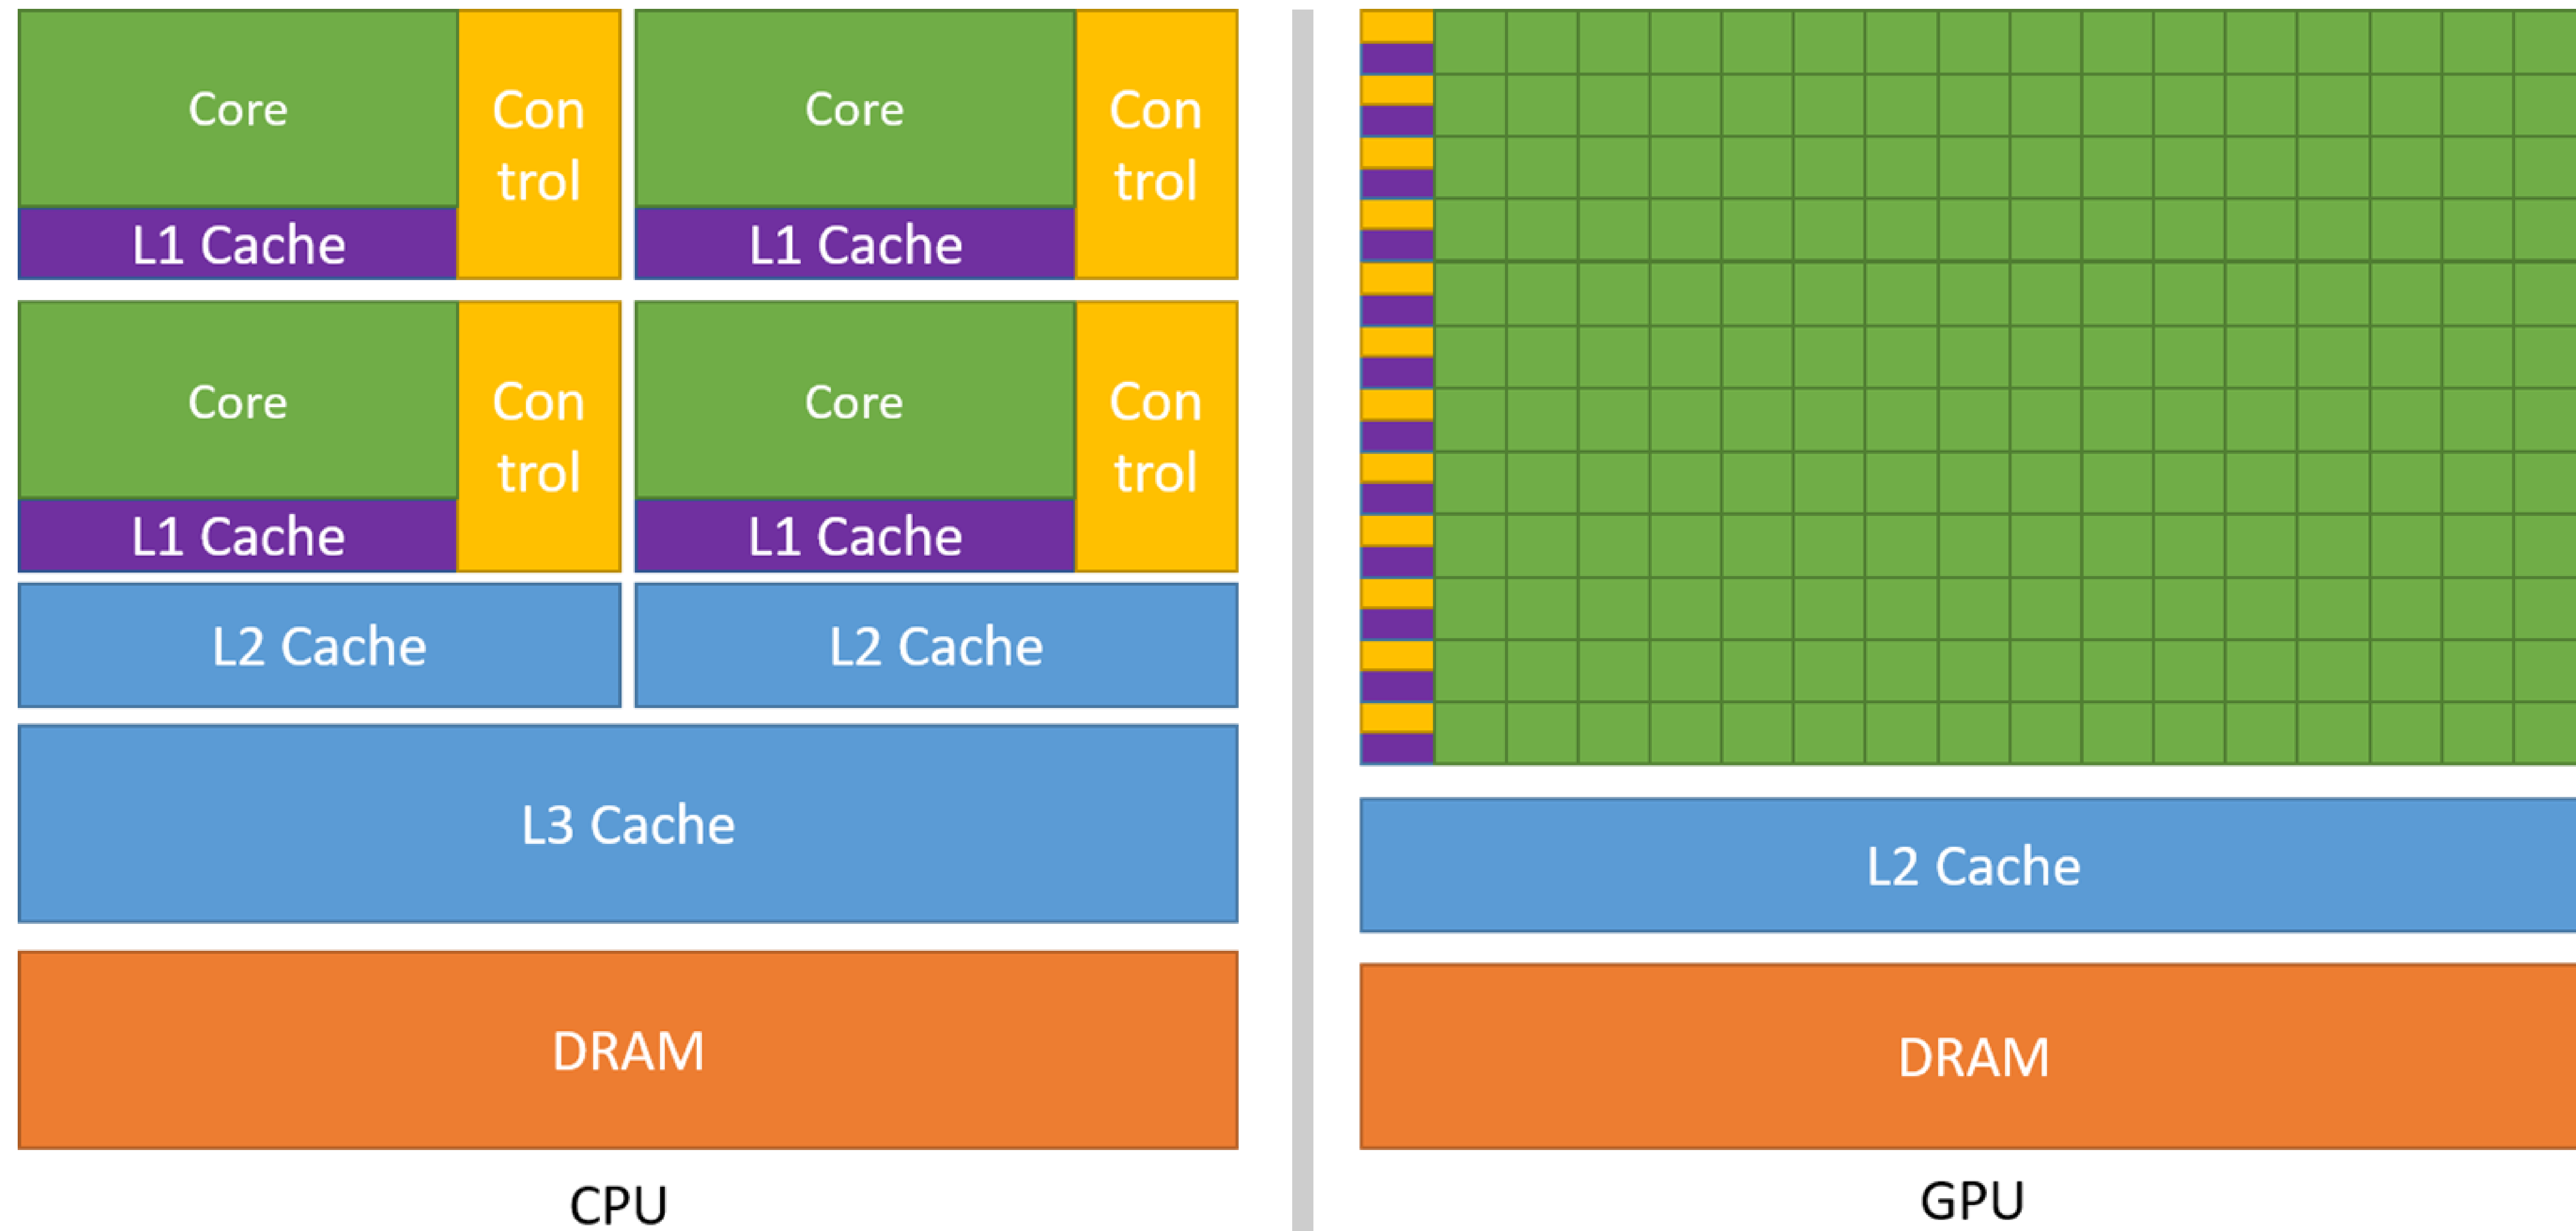 Core
Con
trol
L1 Cache
Core
Con
trol
L1 Cache
Core
Con
trol
L1 Cache
Core
Con
trol
L1 Cache
L2 Cache
L2 Cache
L3 Cache
DRAM
CPU
L2 Cache
DRAM
GPU